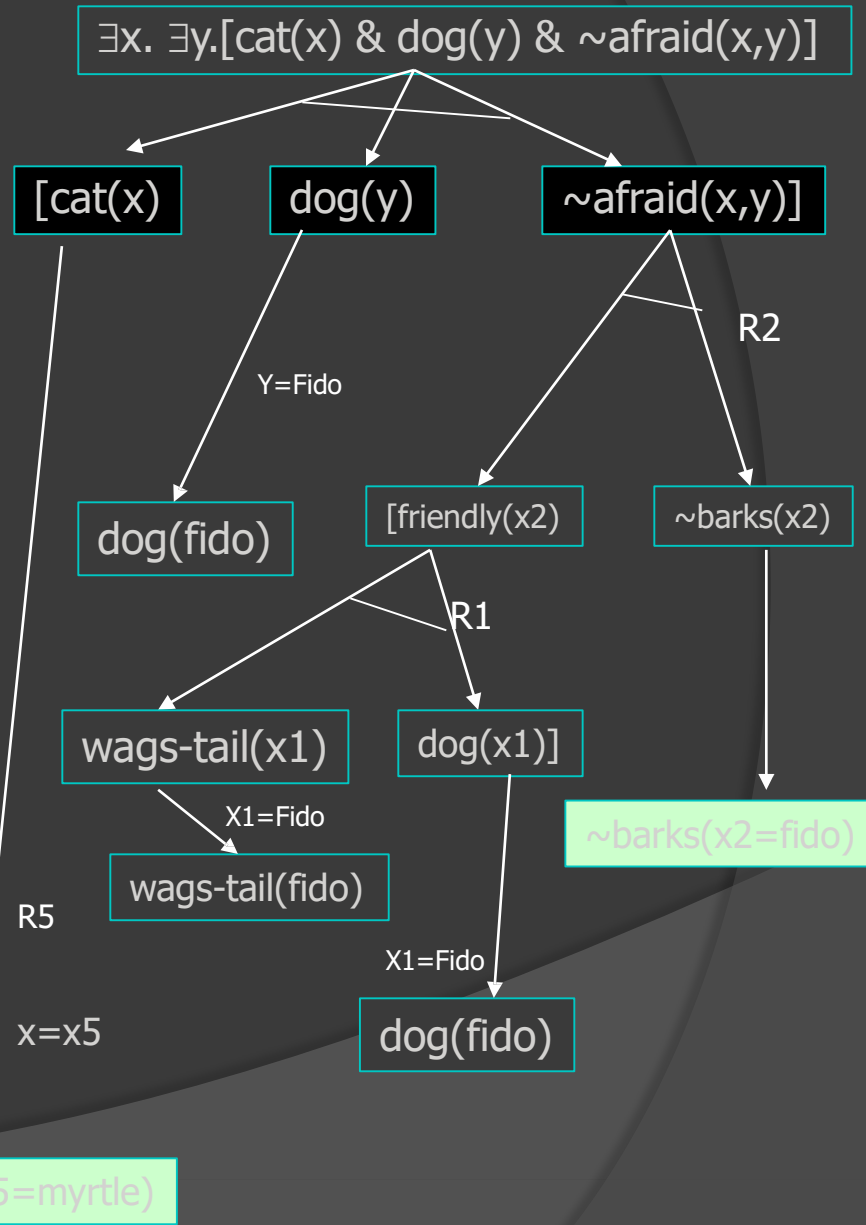 ∃x. ∃y.[cat(x) & dog(y) & ~afraid(x,y)]
[cat(x)
dog(y)
~afraid(x,y)]
R2
Y=Fido
dog(fido)
[friendly(x2)
~barks(x2)
R1
wags-tail(x1)
dog(x1)]
X1=Fido
~barks(x2=fido)
wags-tail(fido)
R5
X1=Fido
x=x5
dog(fido)
5=myrtle)